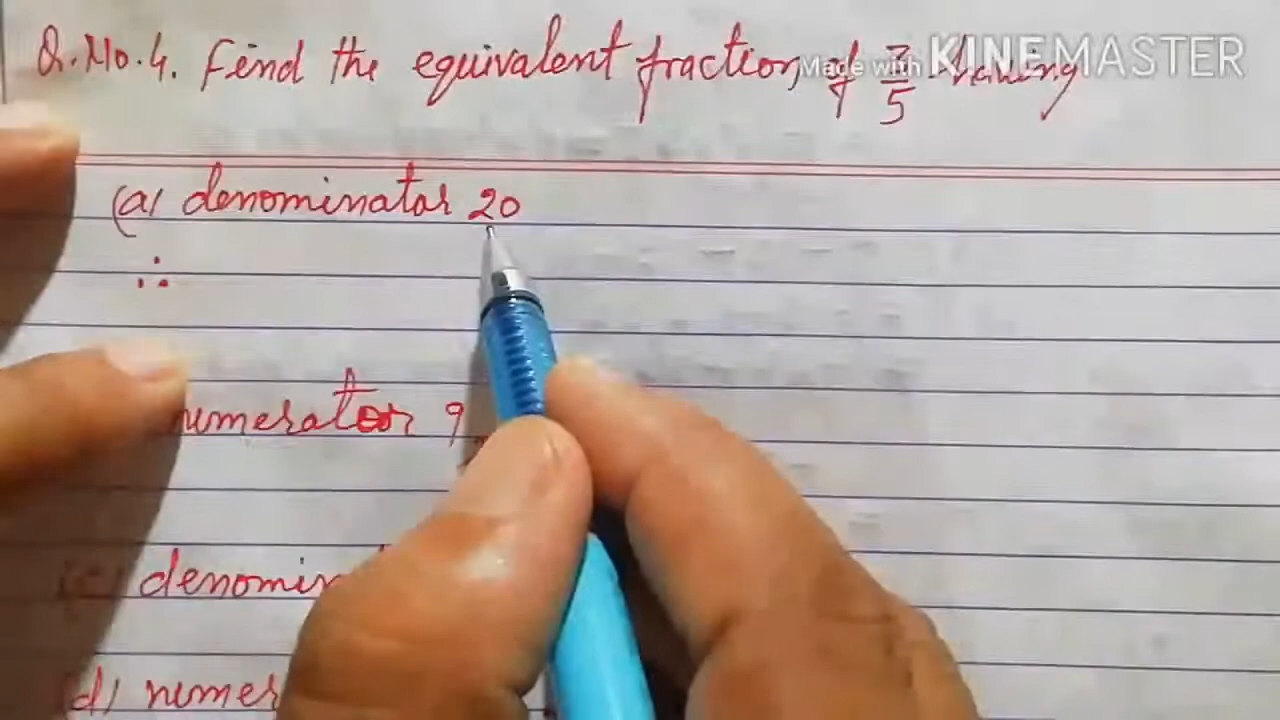 Q.No.4. Find the equivalent fraction of 3/5 having
Made with KINEMASTER
(a) denominator 20
∴
numerator 9
(c) denomin
(d) numer